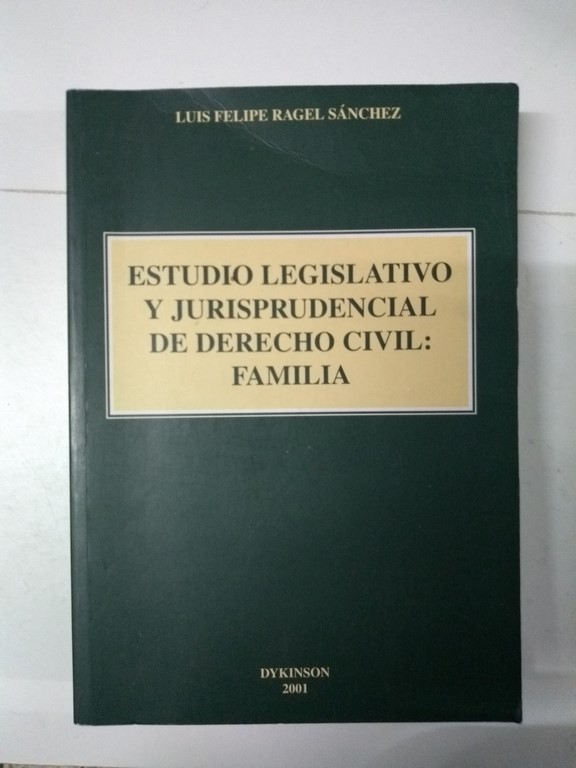 LUIS FELIPE RAGEL SÁNCHEZ
ESTUDIO LEGISLATIVO
Y JURISPRUDENCIAL
DE DERECHO CIVIL:
FAMILIA
DYKINSON
2001